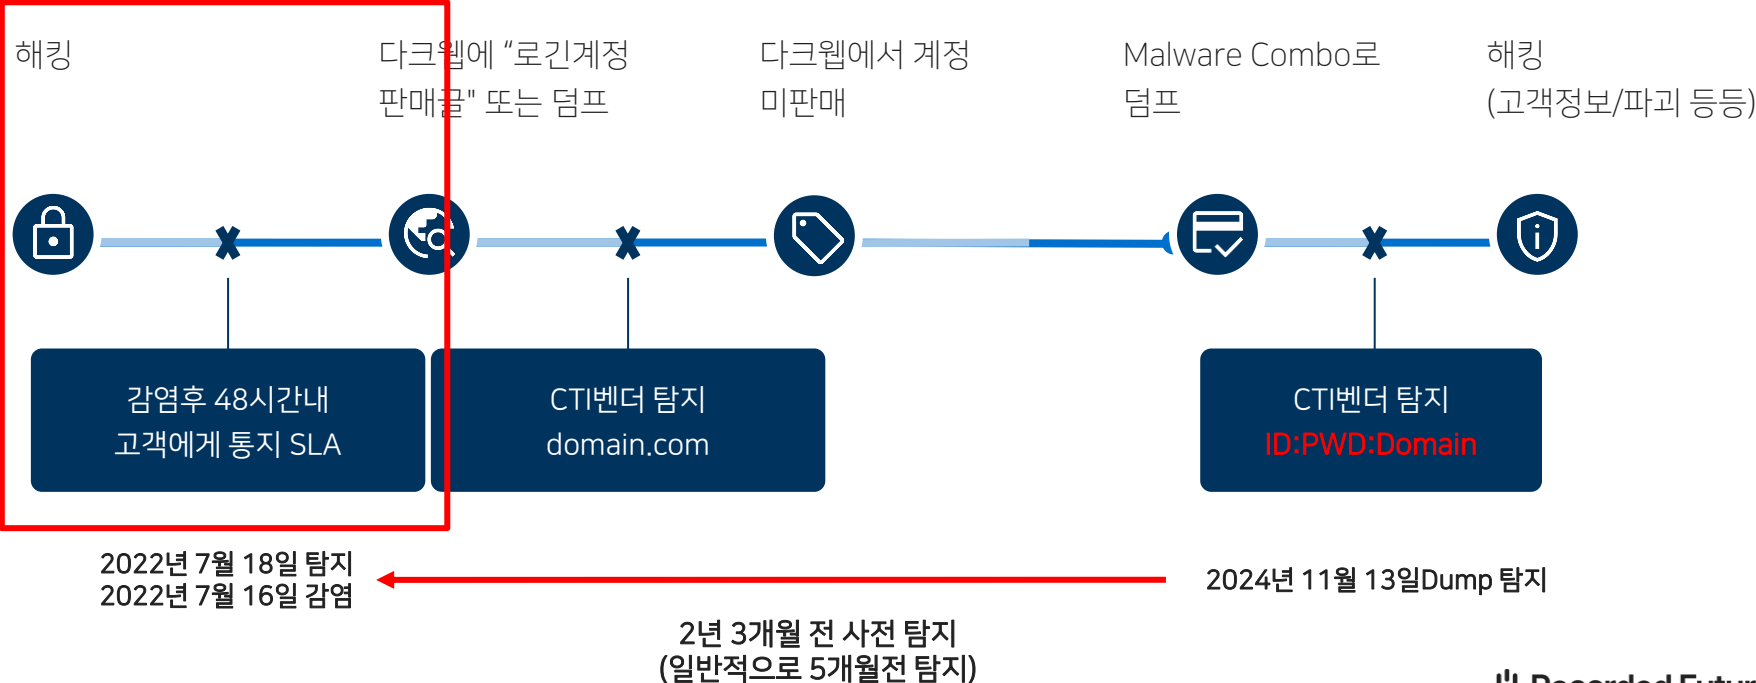 해킹
다크웹에 “로긴계정
판매글" 또는 덤프
다크웹에서 계정
미판매
Malware Combo로
덤프
해킹
(고객정보/파괴 등등)
감염후 48시간내
고객에게 통지 SLA
CTI벤더 탐지
domain.com
CTI벤더 탐지
ID:PWD:Domain
2022년 7월 18일 탐지
2022년 7월 16일 감염
2024년 11월 13일Dump 탐지
2년 3개월 전 사전 탐지
(일반적으로 5개월전 탐지)
Recorded Futur